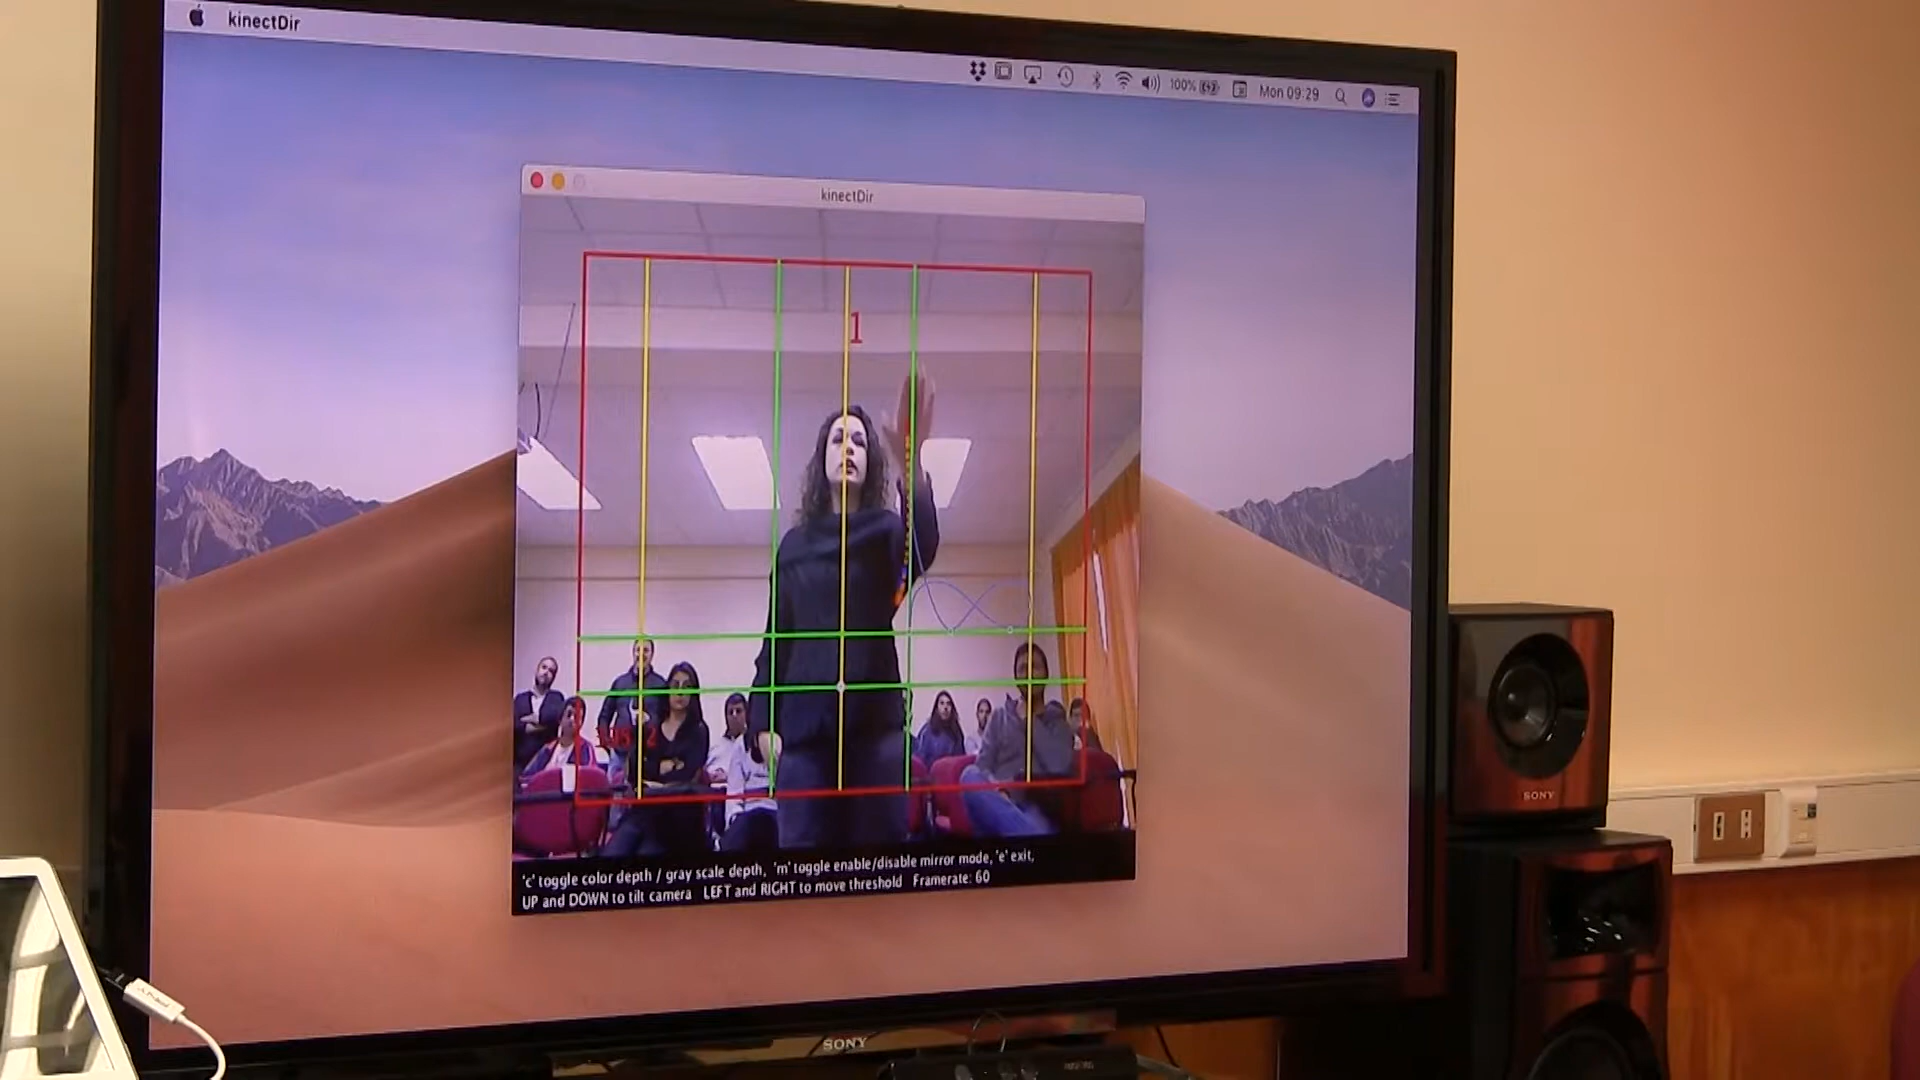 kinectDir
100%
Mon 09:29
kinectDir
1
'c' toggle color depth / gray scale depth, 'm' toggle enable/disable mirror mode, 'e' exit,
UP and DOWN to tilt camera LEFT and RIGHT to move threshold Framerate: 60
SONY
SONY